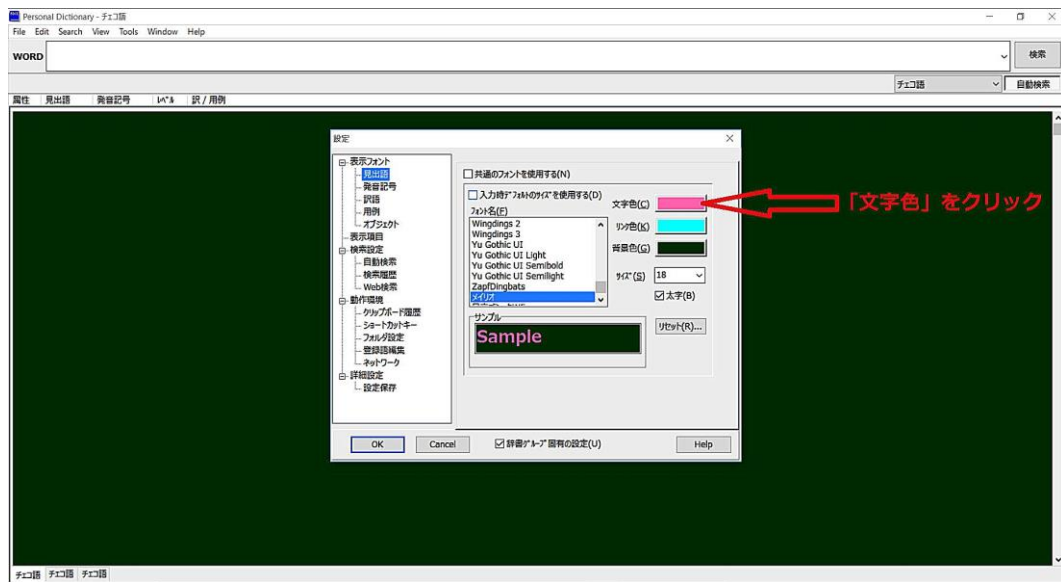 Personal Dictionary - チェコ語
File Edit Search View Tools Window Help
WORD
検索
チェコ語
自動検索
属性 見出語 発音記号 ﾚﾍﾞﾙ 訳 / 用例
設定
表示フォント
見出語
発音記号
訳語
用例
オブジェクト
表示項目
検索設定
自動検索
検索履歴
Web検索
動作環境
クリップボード履歴
ショートカットキー
フォルダ設定
登録語編集
ネットワーク
詳細設定
設定保存
共通のフォントを使用する(N)
入力時ﾃﾞﾌｫﾙﾄのｻｲｽﾞを使用する(D)
ﾌｫﾝﾄ名(F)
Wingdings 2
Wingdings 3
Yu Gothic UI
Yu Gothic UI Light
Yu Gothic UI Semibold
Yu Gothic UI Semilight
ZapfDingbats
メイリオ
文字色(C)
ﾘﾝｸ色(K)
背景色(G)
ｻｲｽﾞ(S) 18
太字(B)
サンプル
Sample
ﾘｾｯﾄ(R)...
OK Cancel 辞書ｸﾞﾙｰﾌﾟ固有の設定(U) Help
「文字色」をクリック
チェコ語 チェコ語 チェコ語